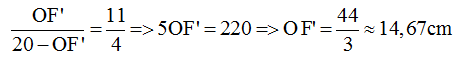 OF'/(20-OF') = 11/4 => 5OF' = 220 => OF' = 44/3 ≈ 14,67cm